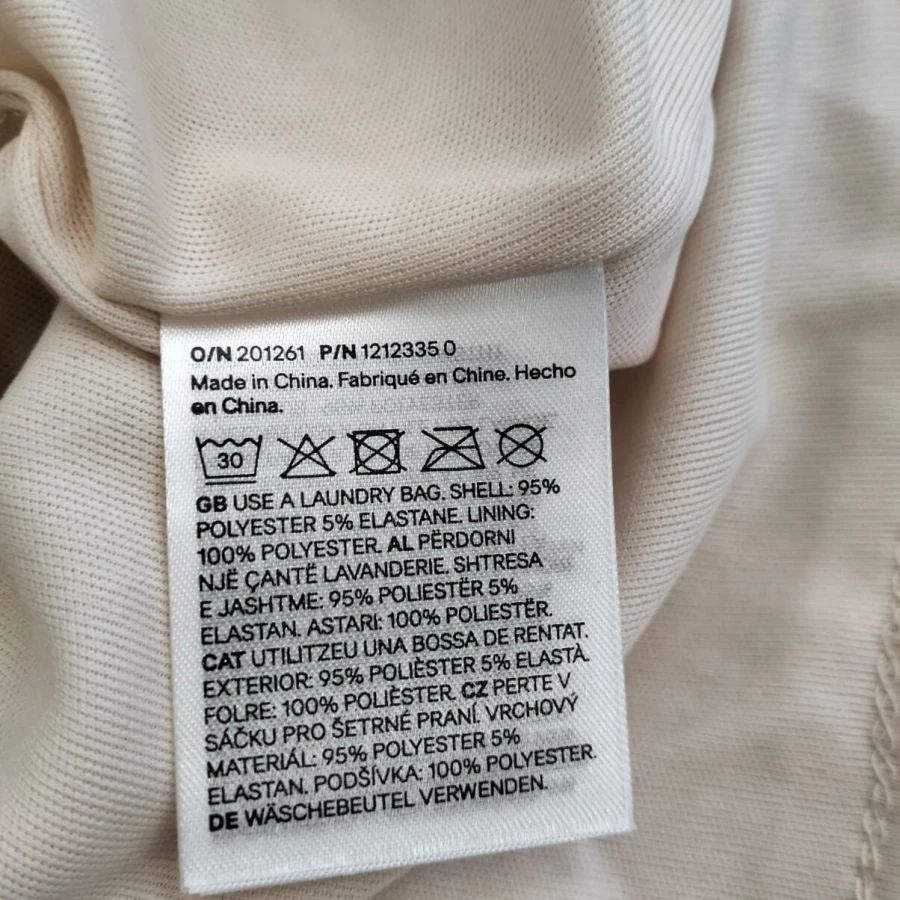 O/N 201261 P/N 1212335 0
Made in China. Fabriqué en Chine. Hecho
en China.
30
GB USE A LAUNDRY BAG. SHELL: 95%
POLYESTER 5% ELASTANE. LINING:
100% POLYESTER. AL PËRDORNI
NJË ÇANTË LAVANDERIE. SHTRESA
E JASHTME: 95% POLIESTËR 5%
ELASTAN. ASTARI: 100% POLIESTËR.
CAT UTILITZEU UNA BOSSA DE RENTAT.
EXTERIOR: 95% POLIÈSTER 5% ELASTÀ.
FOLRE: 100% POLIÈSTER. CZ PERTE V
SÁČKU PRO ŠETRNÉ PRANÍ. VRCHOVÝ
MATERIÁL: 95% POLYESTER 5%
ELASTAN. PODŠÍVKA: 100% POLYESTER.
DE WÄSCHEBEUTEL VERWENDEN.